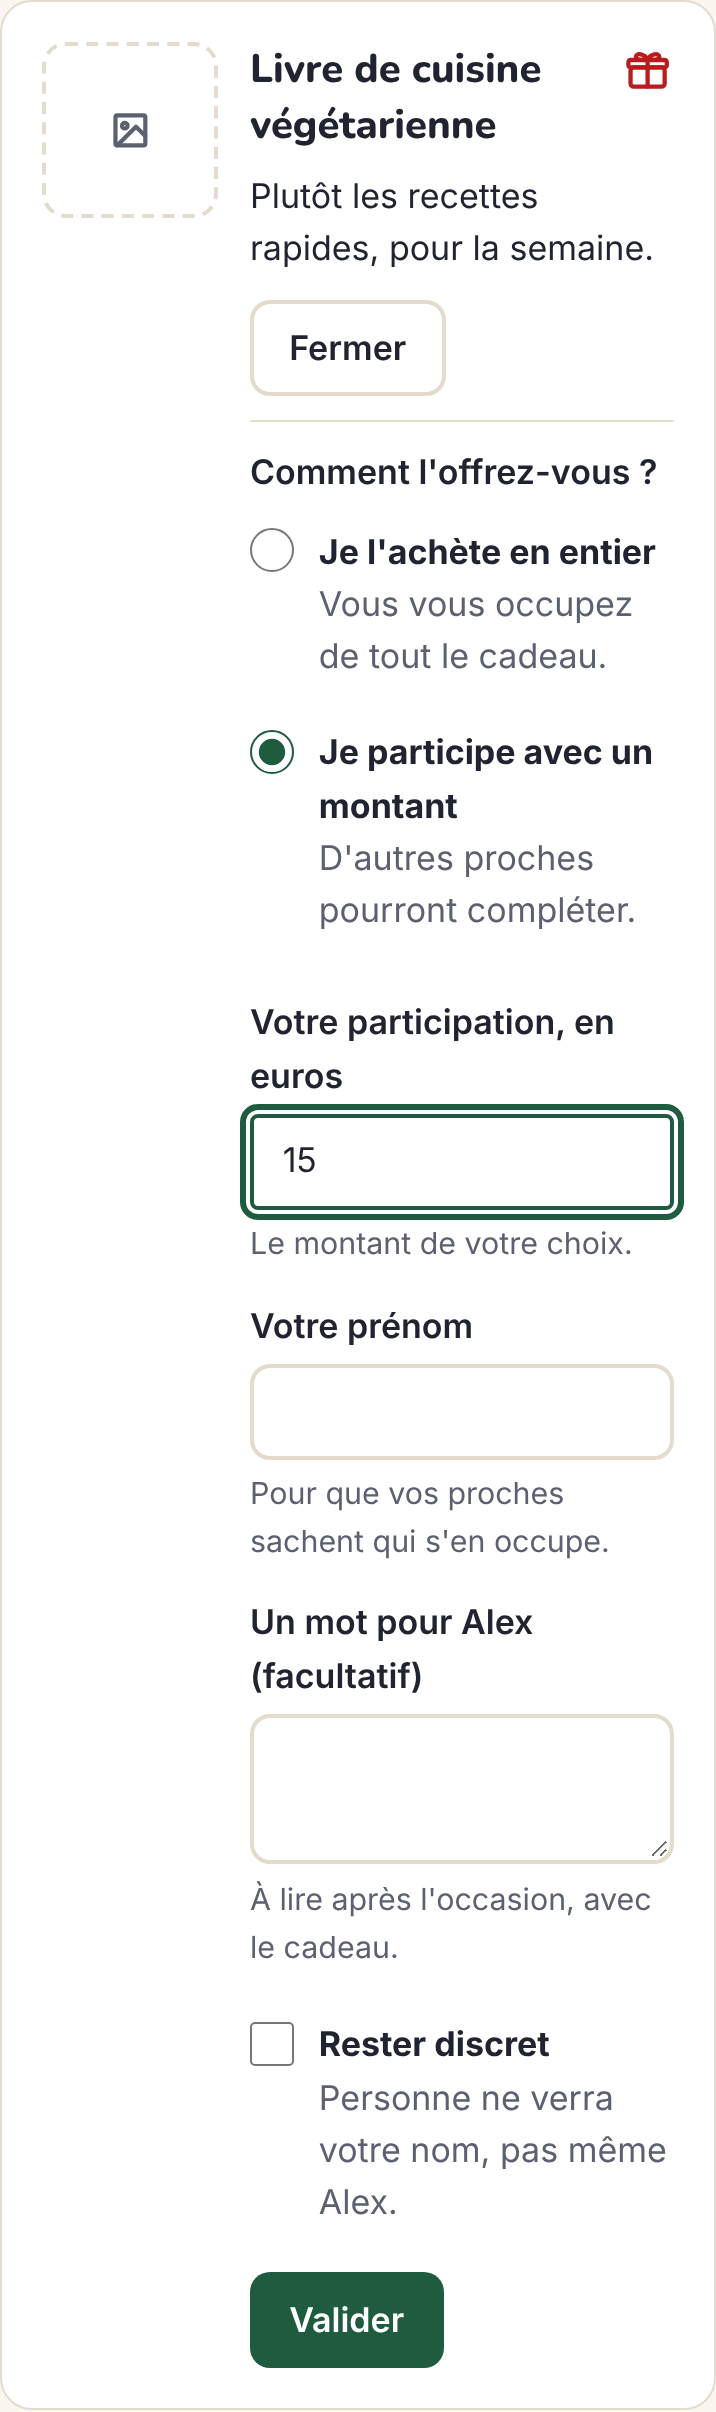 Livre de cuisine
végétarienne
Plutôt les recettes
rapides, pour la semaine.
Fermer
Comment l'offrez-vous ?
Je l'achète en entier
Vous vous occupez
de tout le cadeau.
Je participe avec un
montant
D'autres proches
pourront compléter.
Votre participation, en
euros
15
Le montant de votre choix.
Votre prénom
Pour que vos proches
sachent qui s'en occupe.
Un mot pour Alex
(facultatif)
À lire après l'occasion, avec
le cadeau.
Rester discret
Personne ne verra
votre nom, pas même
Alex.
Valider